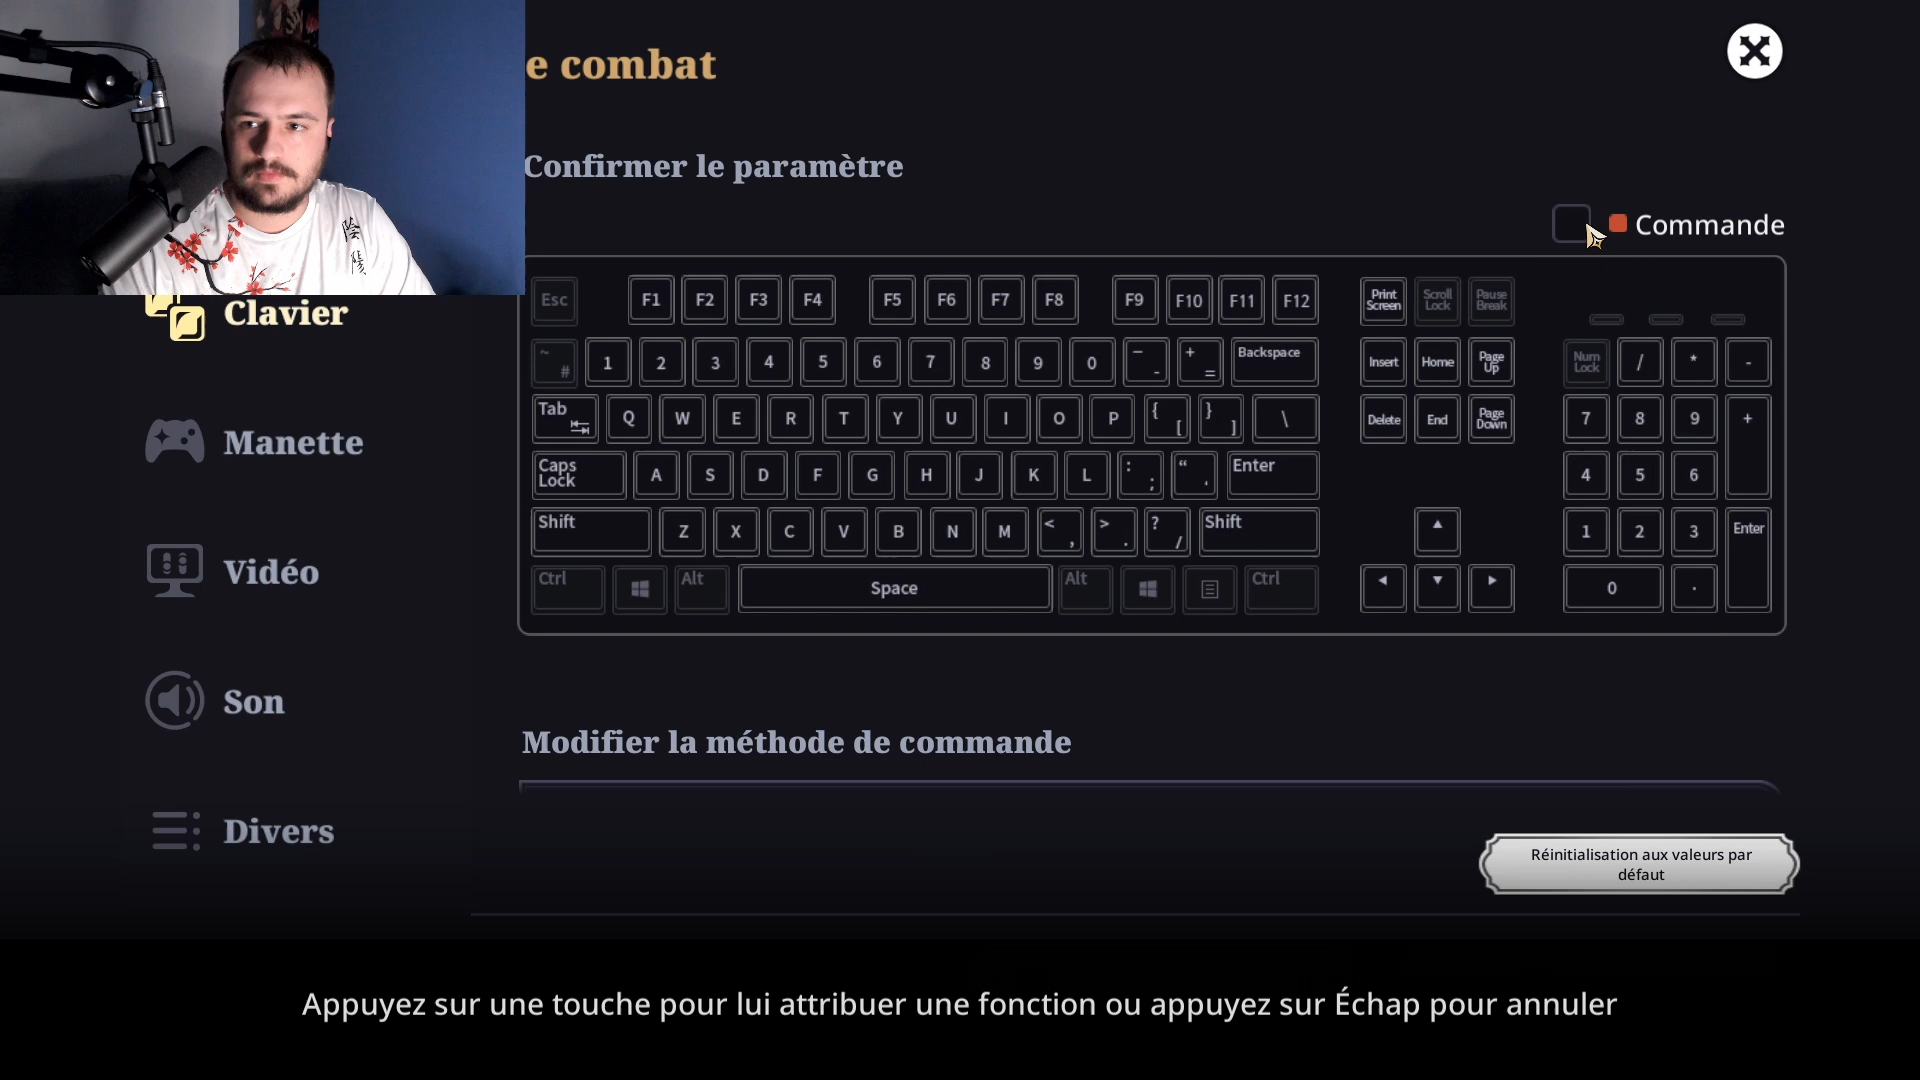 e combat
Confirmer le paramètre
Commande
陰
陽
Esc F1 F2 F3 F4 F5 F6 F7 F8 F9 F10 F11 F12 Print Screen Scroll Lock Pause Break
~ # 1 2 3 4 5 6 7 8 9 0 _ - + = Backspace Insert Home Page Up Num Lock / * -
Tab Q W E R T Y U I O P { [ } ] \ Delete End Page Down 7 8 9 +
Caps Lock A S D F G H J K L : ; “ ‘ Enter 4 5 6
Shift Z X C V B N M < , > . ? / Shift 1 2 3 Enter
Ctrl Alt Space Alt Ctrl 0 .
Clavier
Manette
Vidéo
Son
Divers
Modifier la méthode de commande
Réinitialisation aux valeurs par
défaut
Appuyez sur une touche pour lui attribuer une fonction ou appuyez sur Échap pour annuler